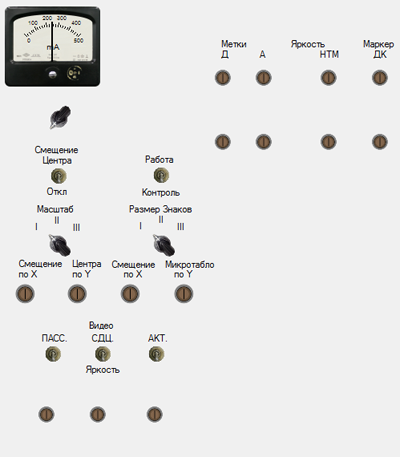 0 100 200 300 400 500
mA
Метки Яркость Маркер
Д А НТМ ДК
Смещение
Центра
Работа
Откл
Контроль
Масштаб Размер Знаков
I II III I II III
Смещение Центра Смещение Микротабло
по X по Y по X по Y
Видео
ПАСС. СДЦ. АКТ.
Яркость